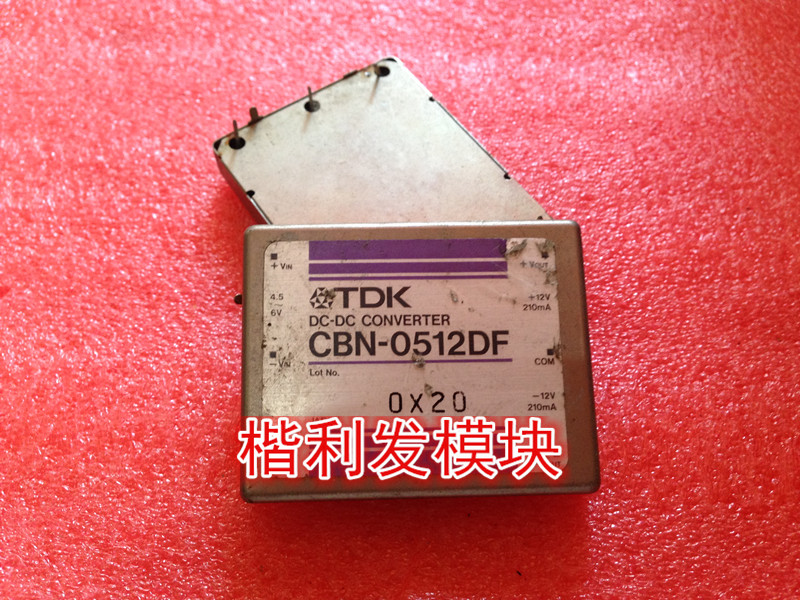 +VIN
+VOUT
4.5
~
6V
+12V
210mA
TDK
DC-DC CONVERTER
CBN-0512DF
-VIN
COM
Lot No.
0X20
-12V
210mA
楷利发模块